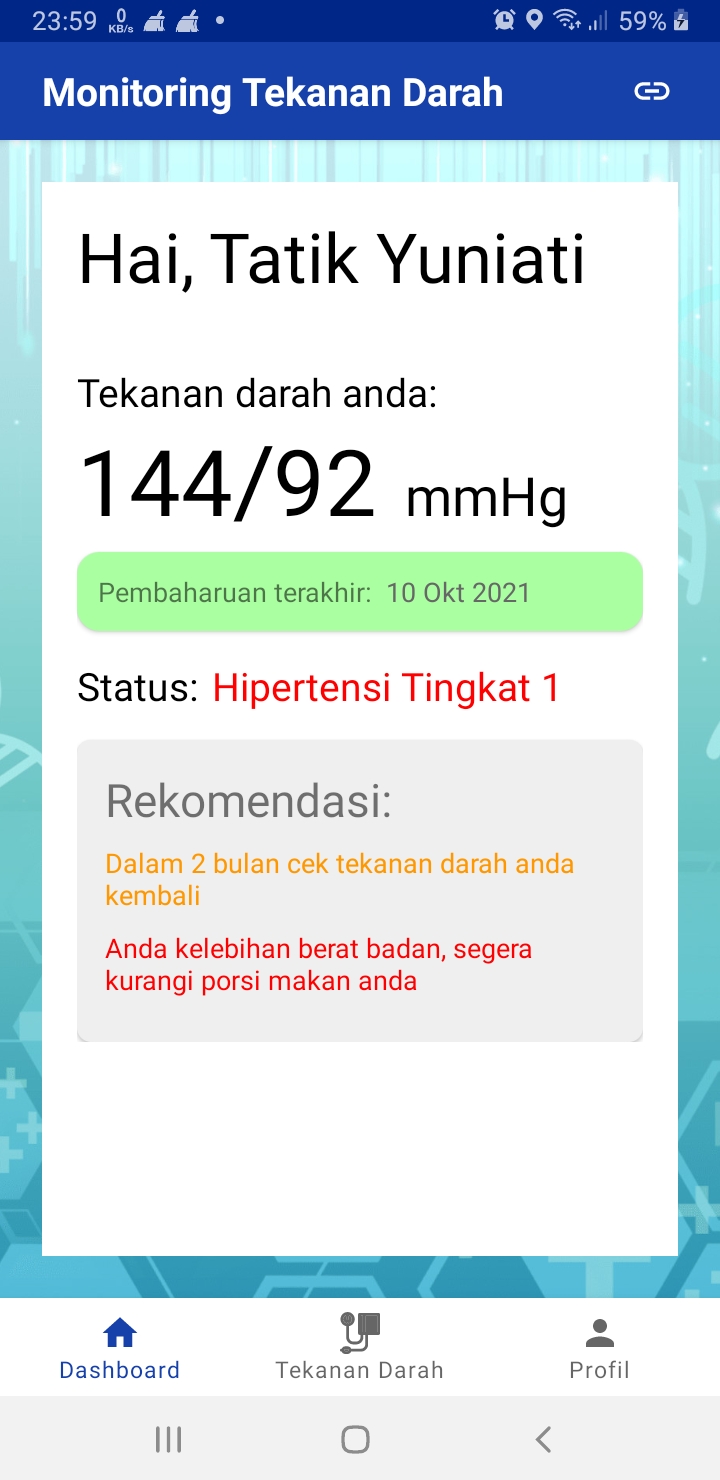 23:59 0 KB/s 59%
Monitoring Tekanan Darah
Hai, Tatik Yuniati
Tekanan darah anda:
144/92 mmHg
Pembaharuan terakhir: 10 Okt 2021
Status: Hipertensi Tingkat 1
Rekomendasi:
Dalam 2 bulan cek tekanan darah anda
kembali
Anda kelebihan berat badan, segera
kurangi porsi makan anda
Dashboard Tekanan Darah Profil